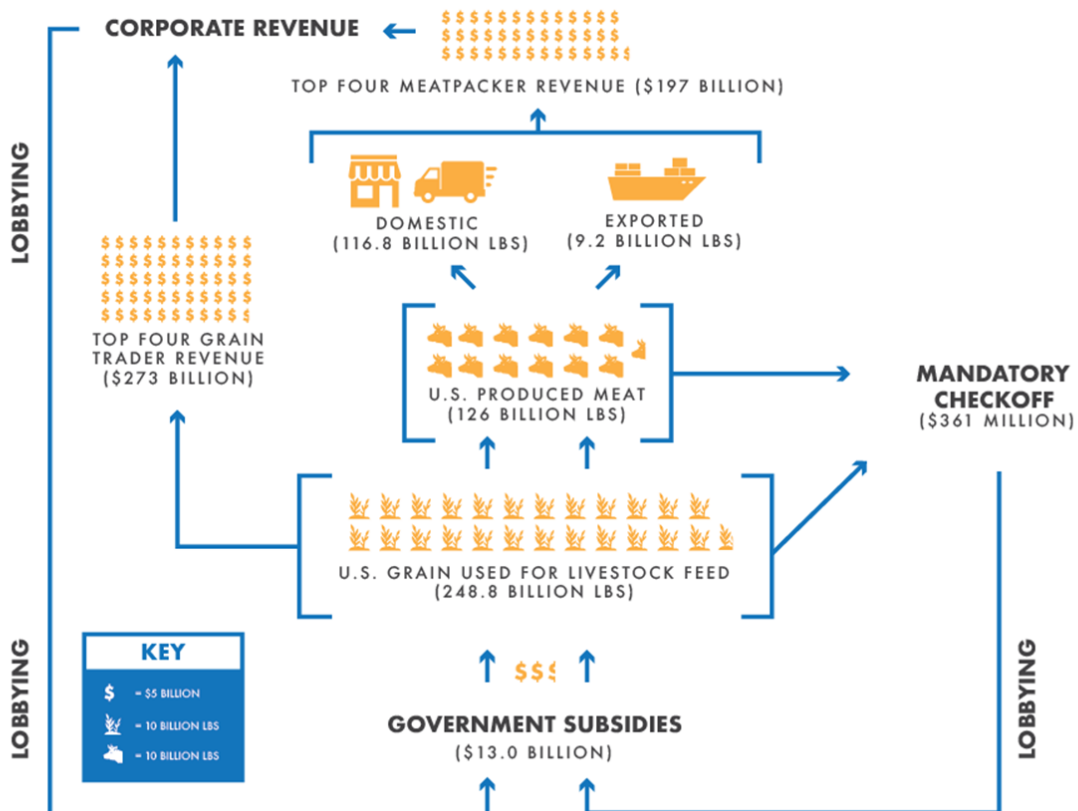 CORPORATE REVENUE
TOP FOUR MEATPACKER REVENUE ($197 BILLION)
LOBBYING
DOMESTIC
(116.8 BILLION LBS)
EXPORTED
(9.2 BILLION LBS)
TOP FOUR GRAIN
TRADER REVENUE
($273 BILLION)
U.S. PRODUCED MEAT
(126 BILLION LBS)
MANDATORY
CHECKOFF
($361 MILLION)
U.S. GRAIN USED FOR LIVESTOCK FEED
(248.8 BILLION LBS)
LOBBYING
KEY
$ = $5 BILLION
= 10 BILLION LBS
= 10 BILLION LBS
GOVERNMENT SUBSIDIES
($13.0 BILLION)
LOBBYING